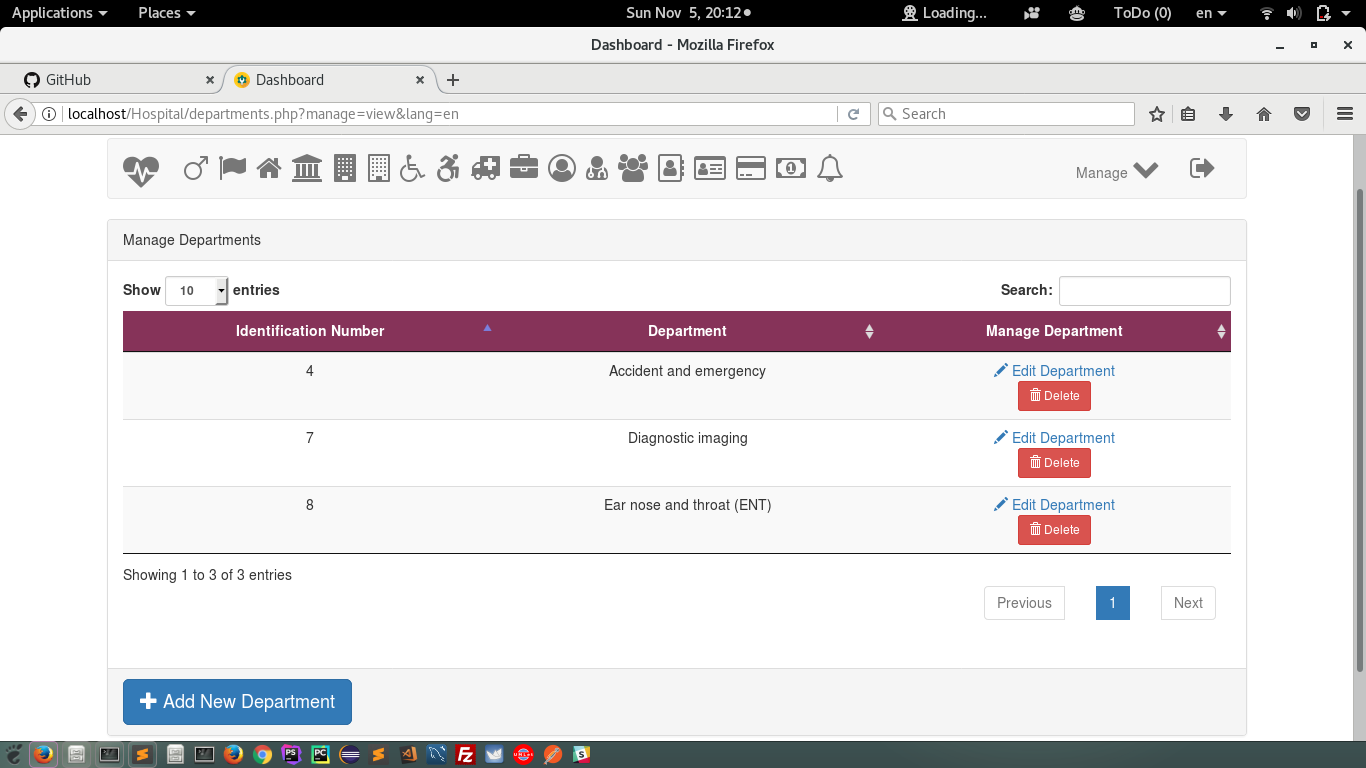 Applications Places Sun Nov 5, 20:12 Loading... ToDo (0) en
Dashboard - Mozilla Firefox
GitHub Dashboard
localhost/Hospital/departments.php?manage=view&lang=en Search
Manage
Manage Departments
Show 10 entries Search:
Identification Number Department Manage Department
4 Accident and emergency Edit Department
Delete
7 Diagnostic imaging Edit Department
Delete
8 Ear nose and throat (ENT) Edit Department
Delete
Showing 1 to 3 of 3 entries
Previous 1 Next
Add New Department